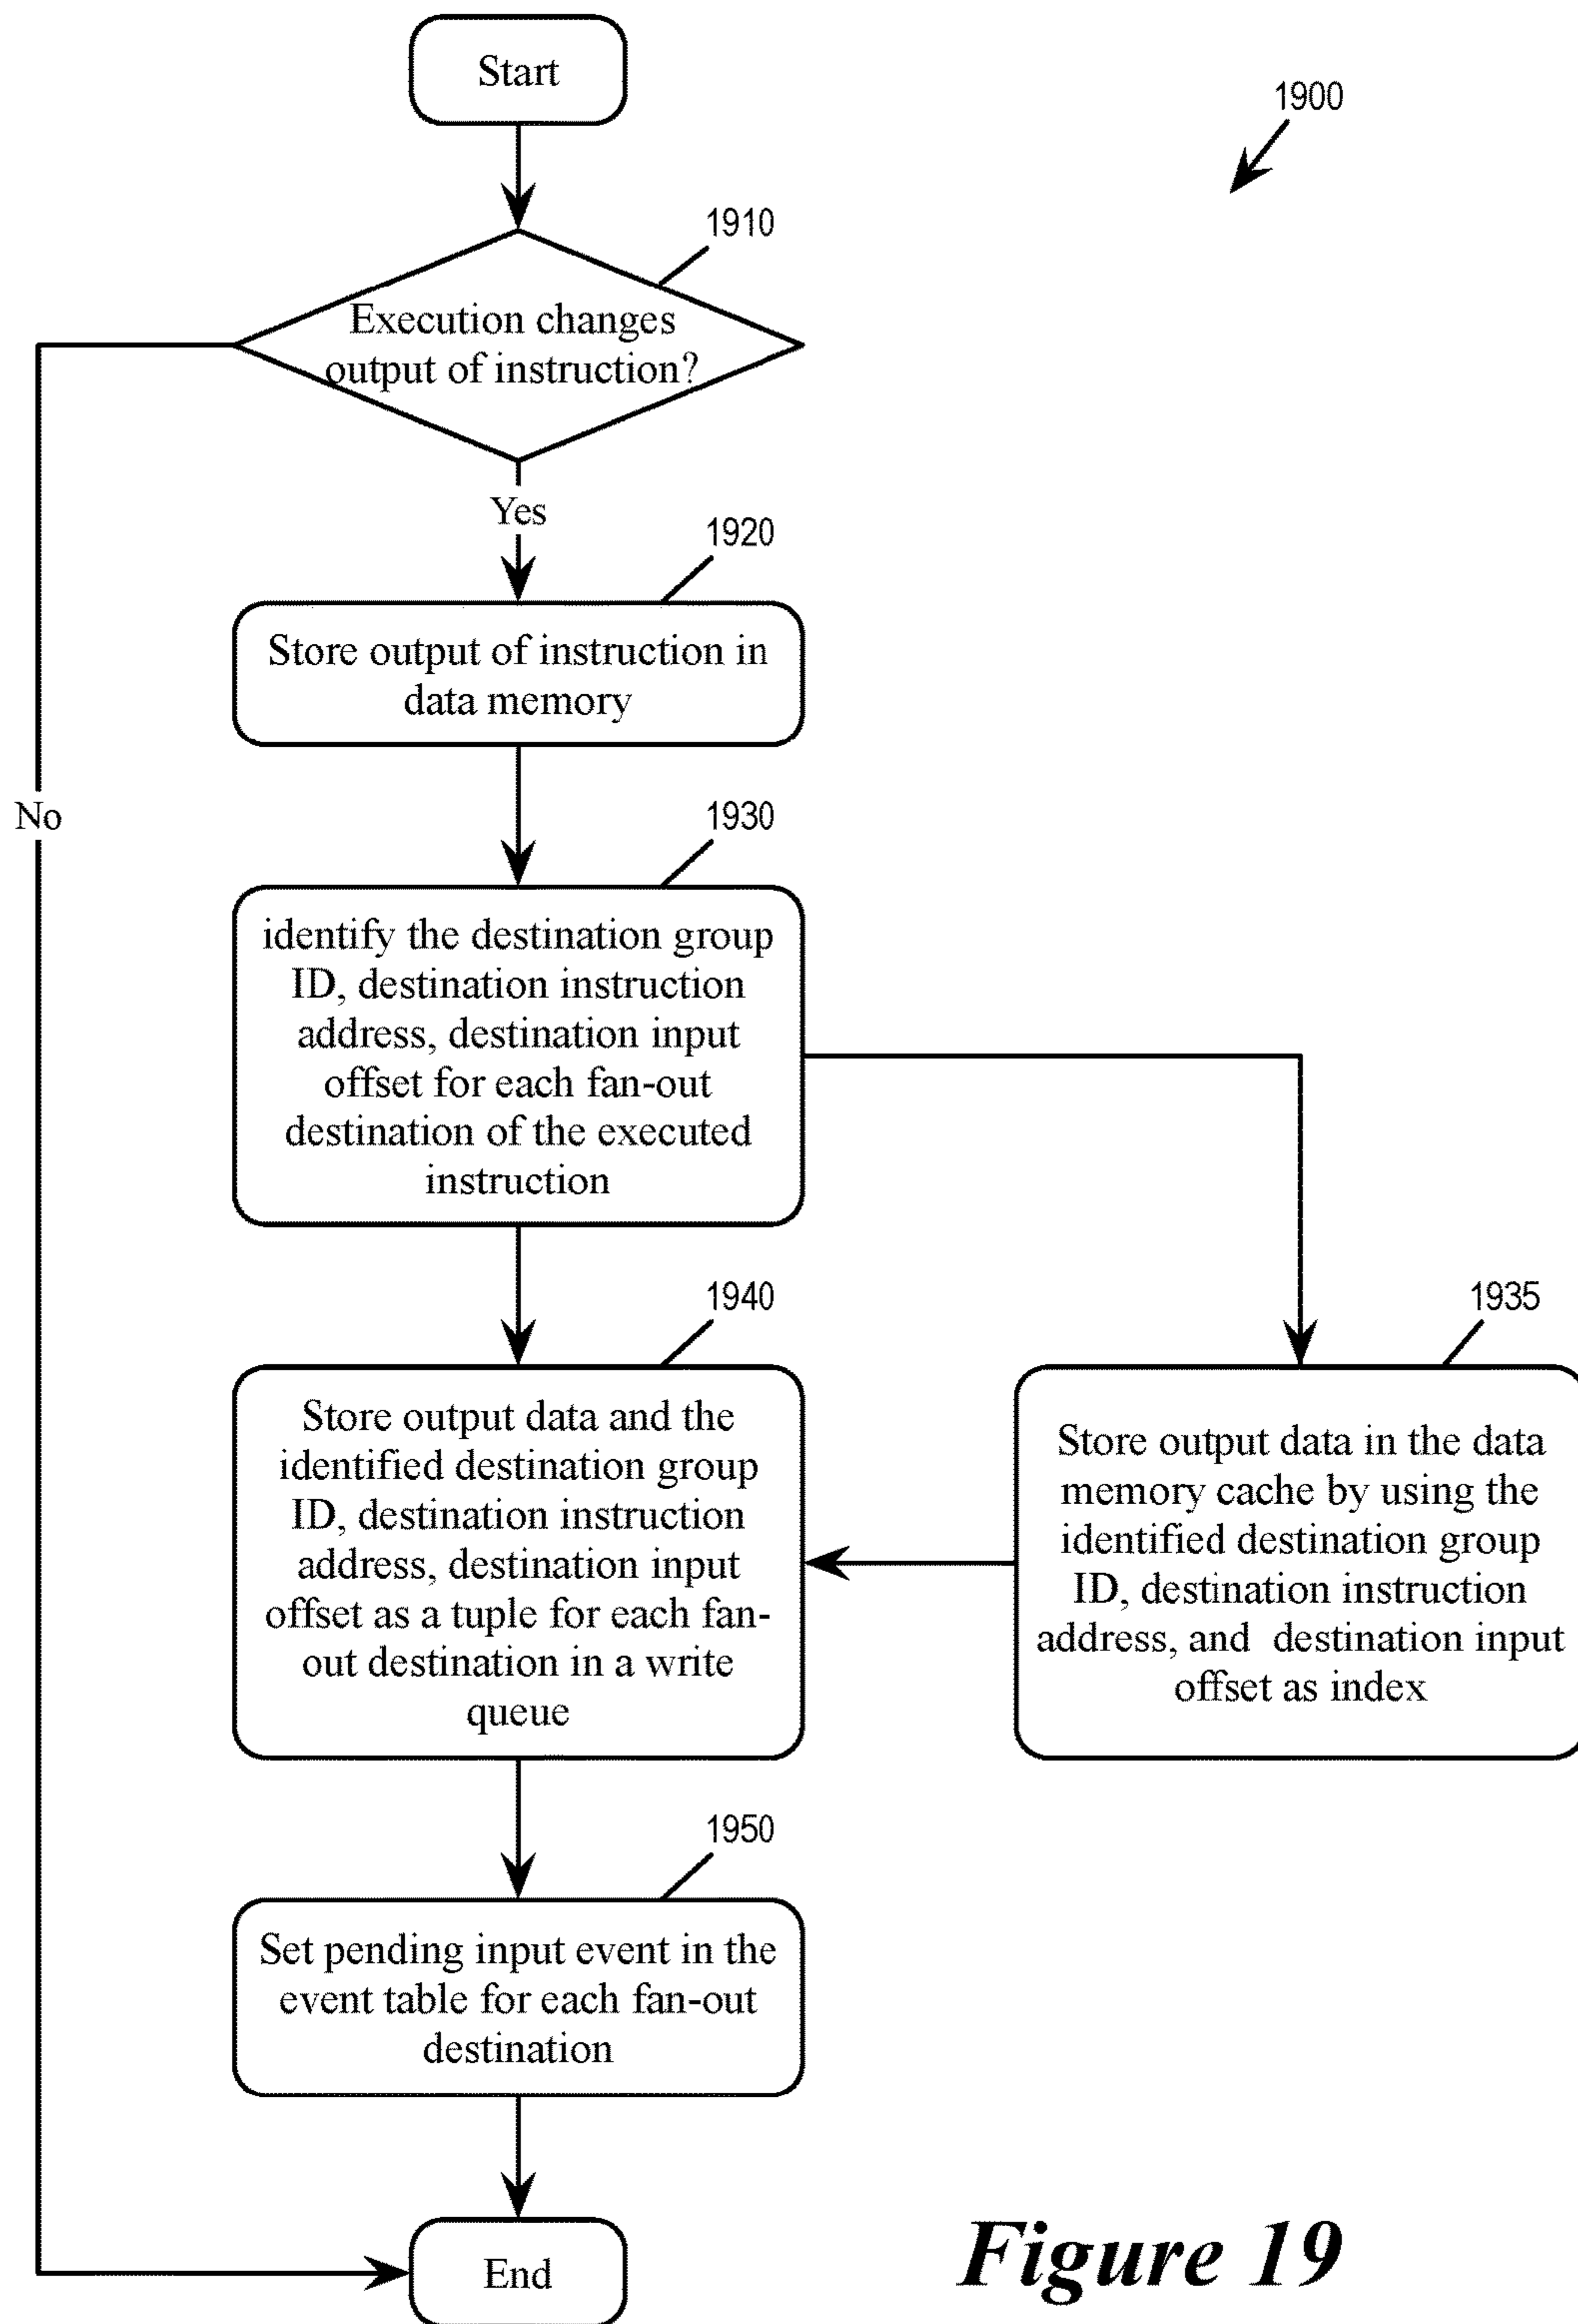 Start
1900
1910
Execution changes
output of instruction?
Yes
1920
Store output of instruction in
data memory
No
1930
identify the destination group
ID, destination instruction
address, destination input
offset for each fan-out
destination of the executed
instruction
1940
Store output data and the
identified destination group
ID, destination instruction
address, destination input
offset as a tuple for each fan-
out destination in a write
queue
1935
Store output data in the data
memory cache by using the
identified destination group
ID, destination instruction
address, and destination input
offset as index
1950
Set pending input event in the
event table for each fan-out
destination
End
Figure 19